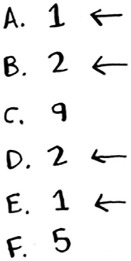 A. 1 ←
B. 2 ←
C. 9
D. 2 ←
E. 1 ←
F. 5